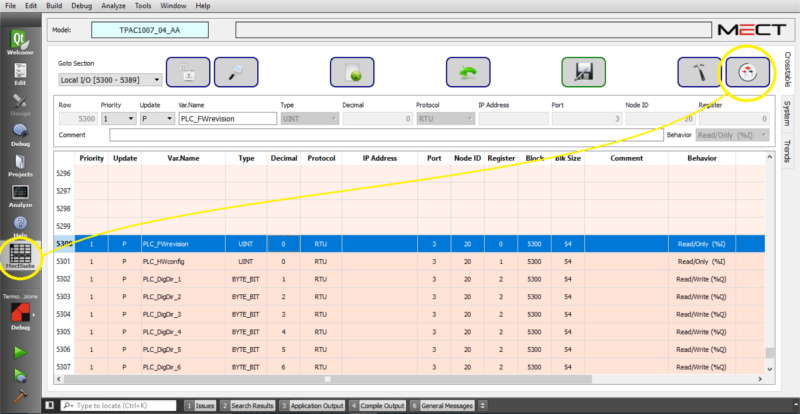 File Edit Build Debug Analyze Tools Window Help
Model: TPAC1007_04_AA MECT
Qt
Welcome
Edit
Design
Debug
Projects
Analyze
Help
MectSuite
Termo...zione
Debug
Goto Section
Local I/O [5300 - 5389]
Crosstable
System
Trends
Row Priority Update Var.Name Type Decimal Protocol IP Address Port Node ID Register
5300 1 P PLC_FWrevision UINT 0 RTU 3 20 0
Comment Behavior Read/Only (%I)
Priority Update Var.Name Type Decimal Protocol IP Address Port Node ID Register Block Blk Size Comment Behavior
5296
5297
5298
5299
5300 1 P PLC_FWrevision UINT 0 RTU 3 20 0 5300 54 Read/Only (%I)
5301 1 P PLC_HWconfig UINT 0 RTU 3 20 1 5300 54 Read/Only (%I)
5302 1 P PLC_DigDir_1 BYTE_BIT 1 RTU 3 20 2 5300 54 Read/Write (%Q)
5303 1 P PLC_DigDir_2 BYTE_BIT 2 RTU 3 20 2 5300 54 Read/Write (%Q)
5304 1 P PLC_DigDir_3 BYTE_BIT 3 RTU 3 20 2 5300 54 Read/Write (%Q)
5305 1 P PLC_DigDir_4 BYTE_BIT 4 RTU 3 20 2 5300 54 Read/Write (%Q)
5306 1 P PLC_DigDir_5 BYTE_BIT 5 RTU 3 20 2 5300 54 Read/Write (%Q)
5307 1 P PLC_DigDir_6 BYTE_BIT 6 RTU 3 20 2 5300 54 Read/Write (%Q)
Type to locate (Ctrl+K) 1 Issues 2 Search Results 3 Application Output 4 Compile Output 6 General Messages